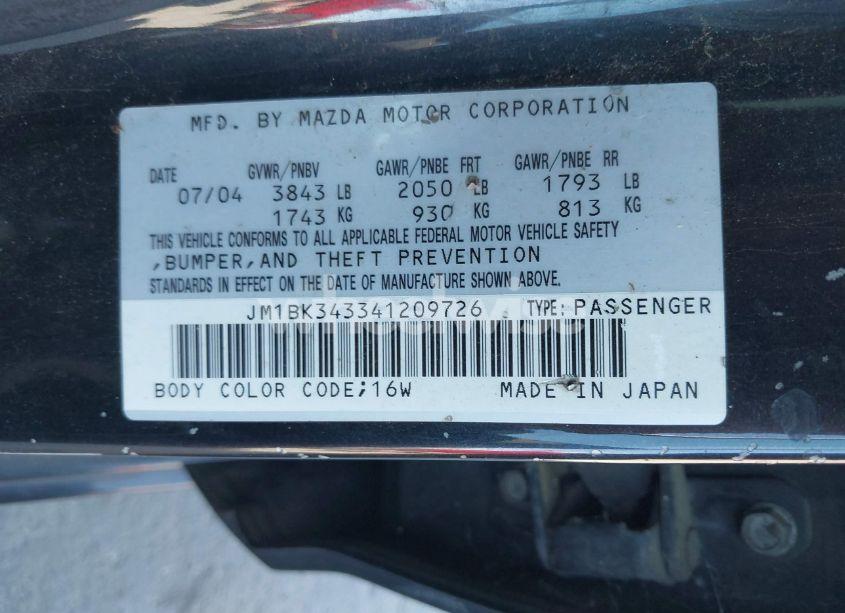 MFD. BY MAZDA MOTOR CORPORATION
DATE GVWR/PNBV GAWR/PNBE FRT GAWR/PNBE RR
07/04 3843 LB 2050 LB 1793 LB
1743 KG 930 KG 813 KG
THIS VEHICLE CONFORMS TO ALL APPLICABLE FEDERAL MOTOR VEHICLE SAFETY
,BUMPER,AND THEFT PREVENTION
STANDARDS IN EFFECT ON THE DATE OF MANUFACTURE SHOWN ABOVE.
JM1BK343341209726 TYPE: PASSENGER
BODY COLOR CODE;16W MADE IN JAPAN